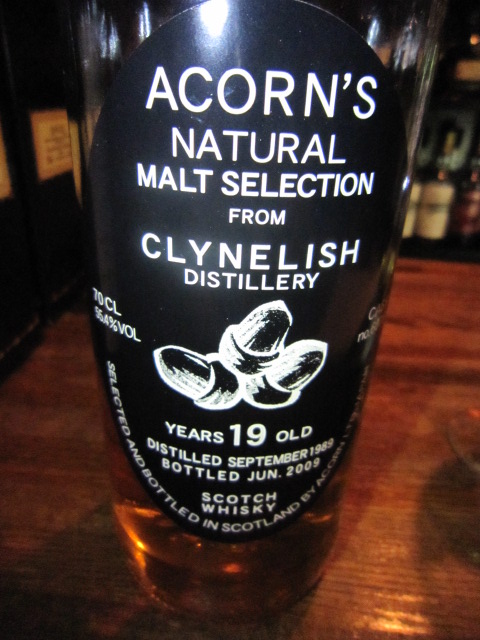 ACORN'S
NATURAL
MALT SELECTION
FROM
CLYNELISH
DISTILLERY
70CL
55.4%VOL
YEARS 19 OLD
DISTILLED SEPTEMBER 1989
BOTTLED JUN. 2009
SCOTCH
WHISKY
SELECTED AND BOTTLED IN SCOTLAND BY ACORN